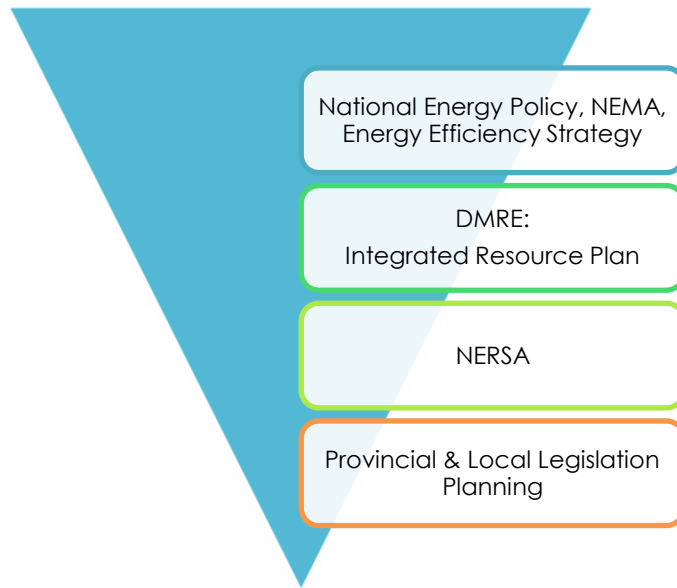 National Energy Policy, NEMA,
Energy Efficiency Strategy
DMRE:
Integrated Resource Plan
NERSA
Provincial & Local Legislation
Planning